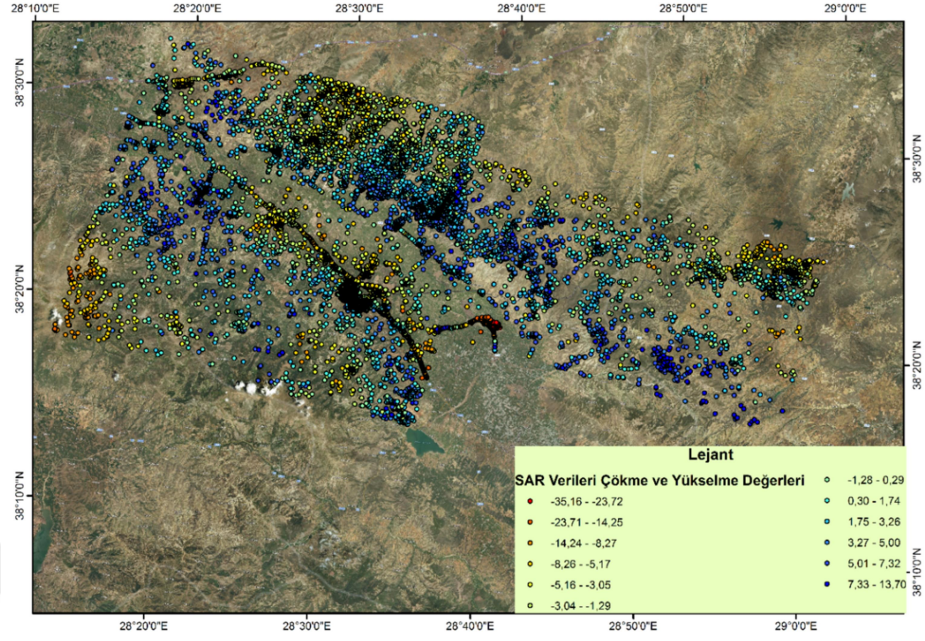 28°10'0"E 28°20'0"E 28°30'0"E 28°40'0"E 28°50'0"E 29°0'0"E
38°30'0"N
38°30'0"N
38°20'0"N
38°20'0"N
38°10'0"N
38°10'0"N
Lejant
SAR Verileri Çökme ve Yükselme Değerleri
-35,16 - -23,72
-23,71 - -14,25
-14,24 - -8,27
-8,26 - -5,17
-5,16 - -3,05
-3,04 - -1,29
-1,28 - 0,29
0,30 - 1,74
1,75 - 3,26
3,27 - 5,00
5,01 - 7,32
7,33 - 13,70
28°20'0"E 28°30'0"E 28°40'0"E 28°50'0"E 29°0'0"E